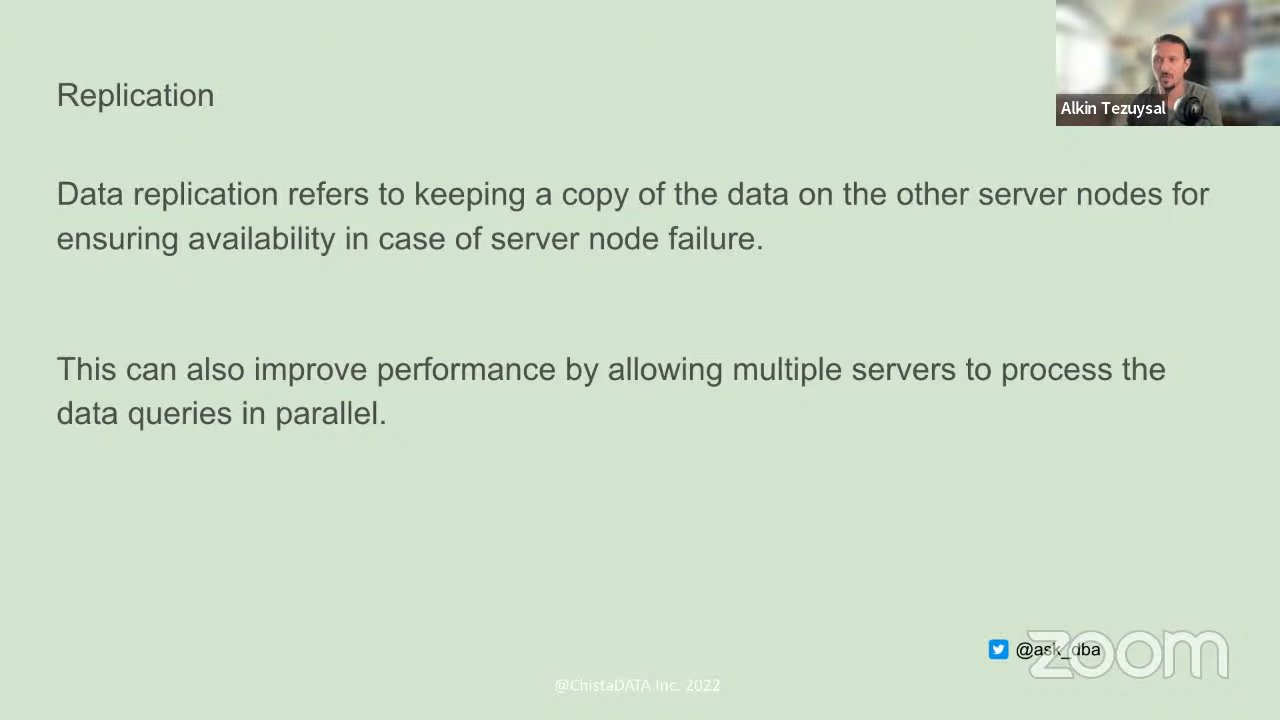 Replication
Alkin Tezuysal
Data replication refers to keeping a copy of the data on the other server nodes for
ensuring availability in case of server node failure.
This can also improve performance by allowing multiple servers to process the
data queries in parallel.
@ask_dba
zoom
@ChistaDATA Inc. 2022